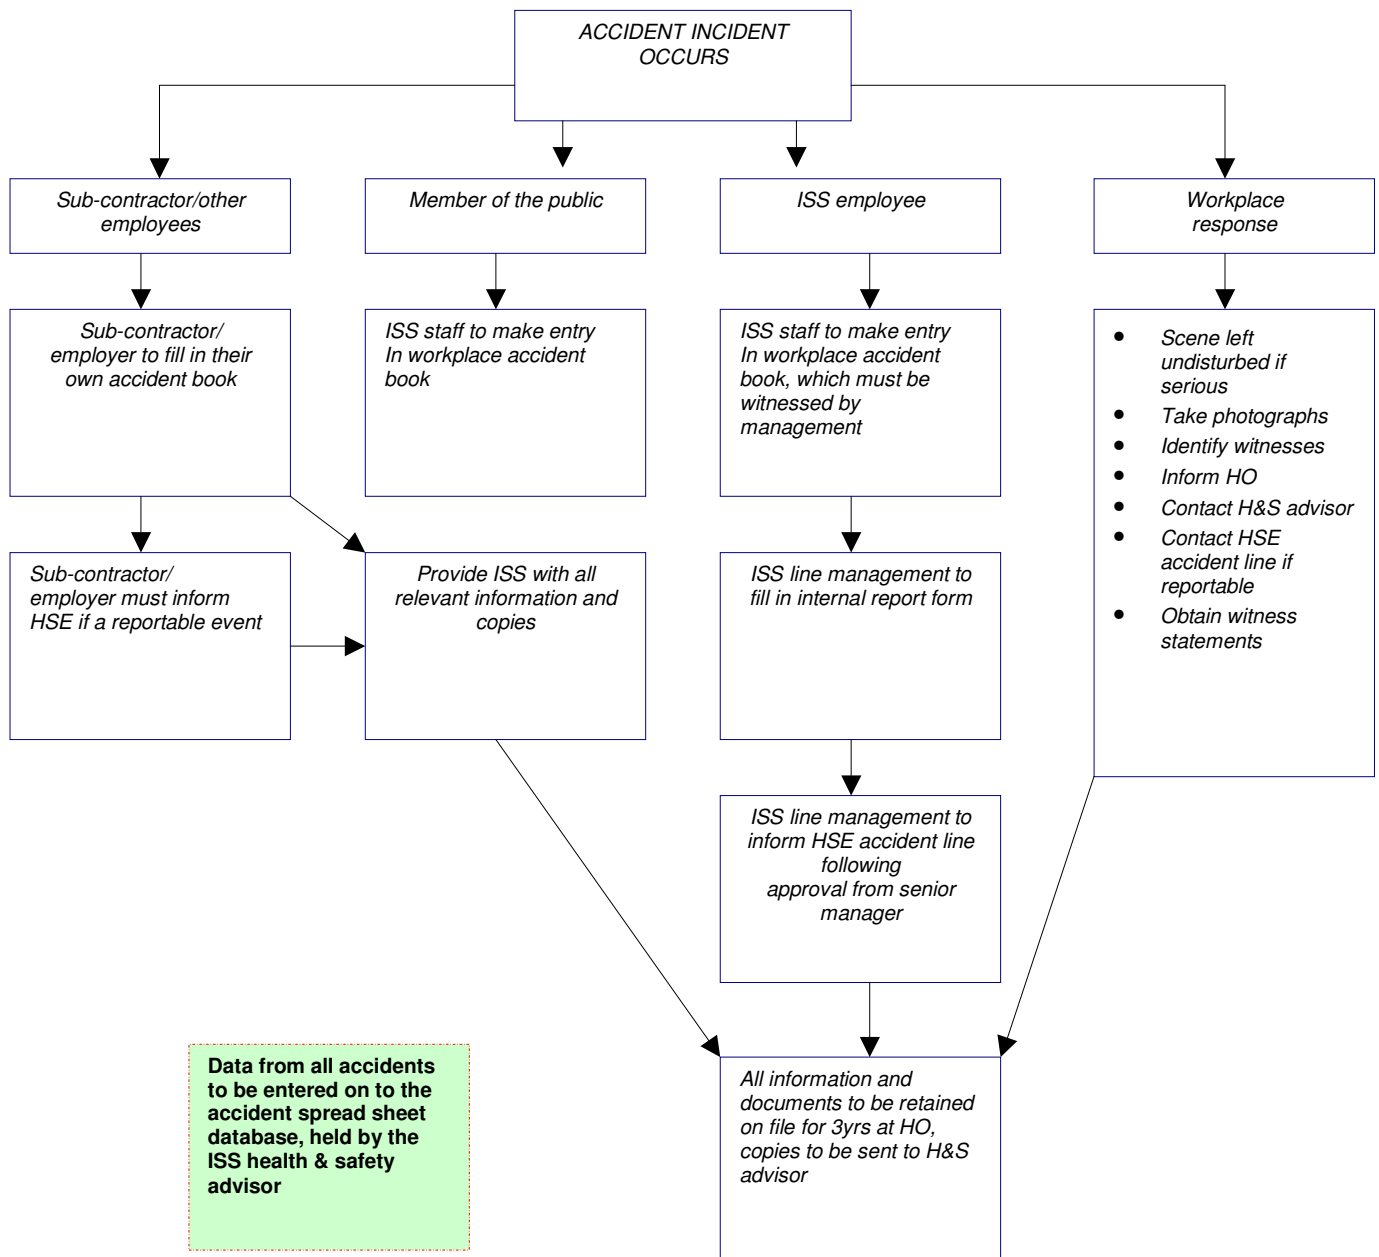 ACCIDENT INCIDENT
OCCURS
Sub-contractor/other
employees
Member of the public
ISS employee
Workplace
response
Sub-contractor/
employer to fill in their
own accident book
ISS staff to make entry
In workplace accident
book
ISS staff to make entry
In workplace accident
book, which must be
witnessed by
management
• Scene left
undisturbed if
serious
• Take photographs
• Identify witnesses
• Inform HO
• Contact H&S advisor
• Contact HSE
accident line if
reportable
• Obtain witness
statements
Sub-contractor/
employer must inform
HSE if a reportable event
Provide ISS with all
relevant information and
copies
ISS line management to
fill in internal report form
ISS line management to
inform HSE accident line
following
approval from senior
manager
Data from all accidents
to be entered on to the
accident spread sheet
database, held by the
ISS health & safety
advisor
All information and
documents to be retained
on file for 3yrs at HO,
copies to be sent to H&S
advisor